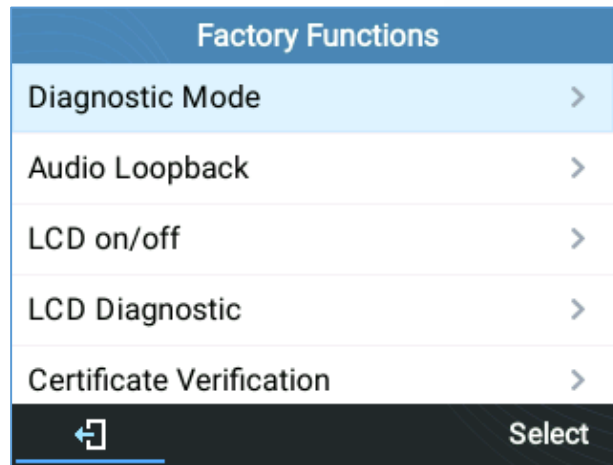 Factory Functions
Diagnostic Mode
Audio Loopback
LCD on/off
LCD Diagnostic
Certificate Verification
Select